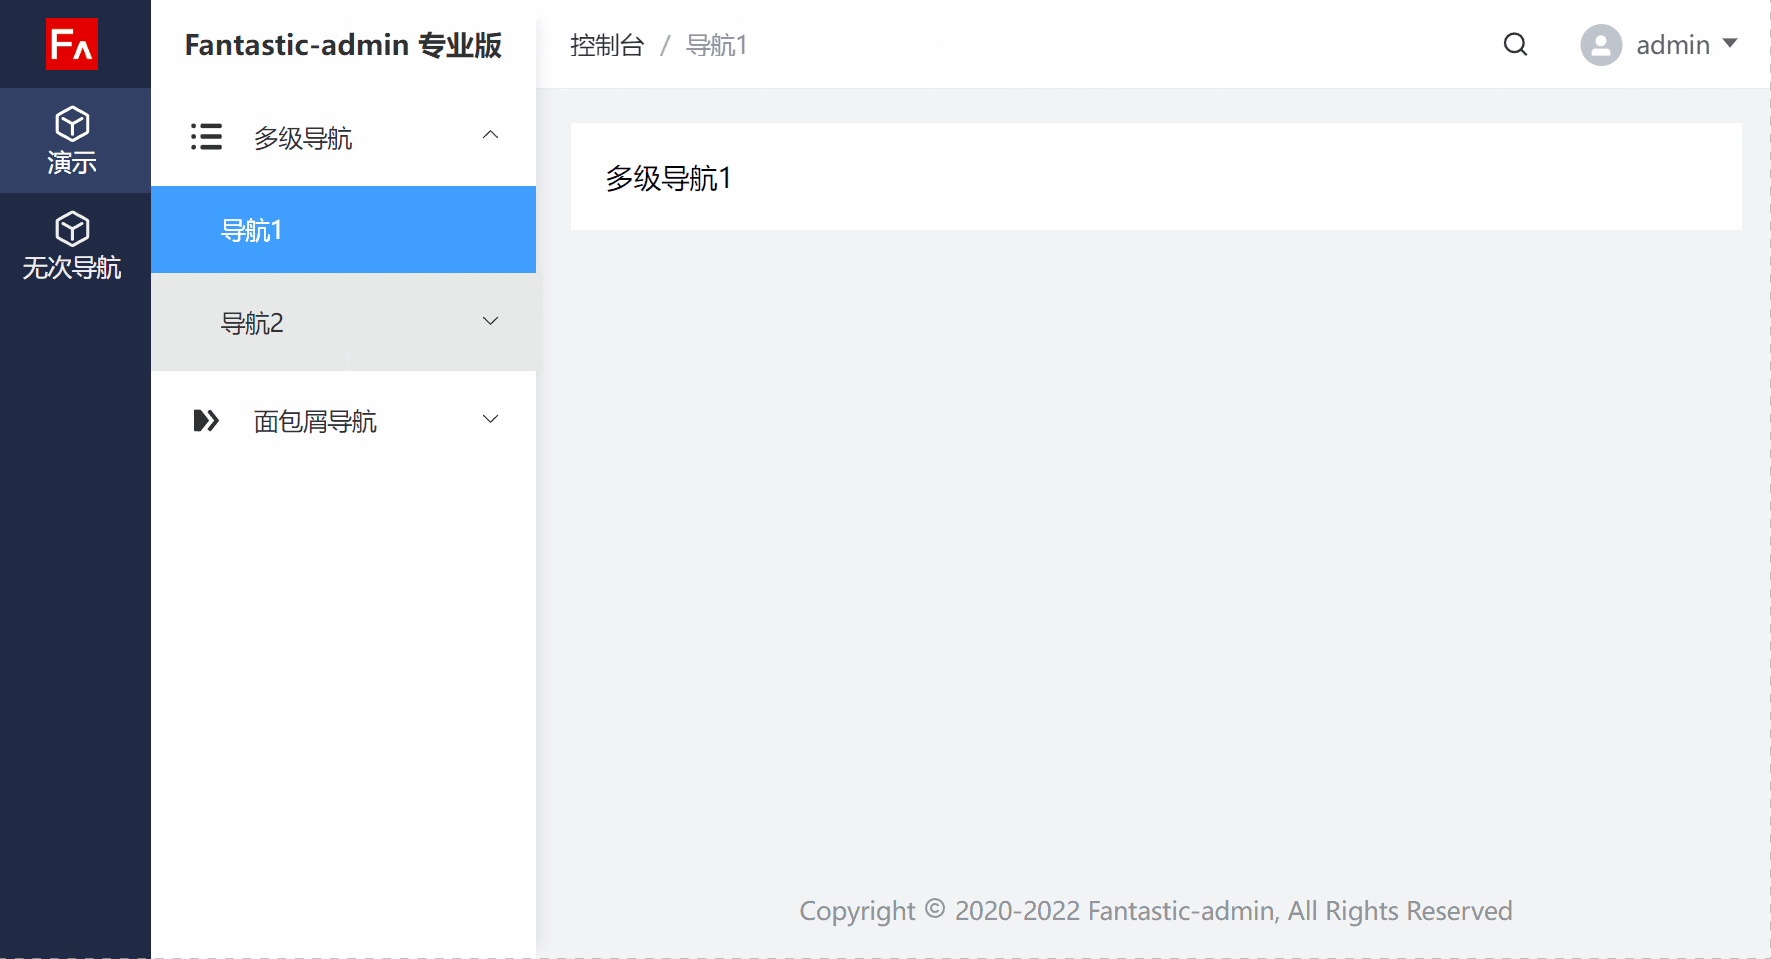 FA
演示
无次导航
Fantastic-admin 专业版
多级导航
导航1
导航2
面包屑导航
控制台 / 导航1
admin
多级导航1
Copyright © 2020-2022 Fantastic-admin, All Rights Reserved